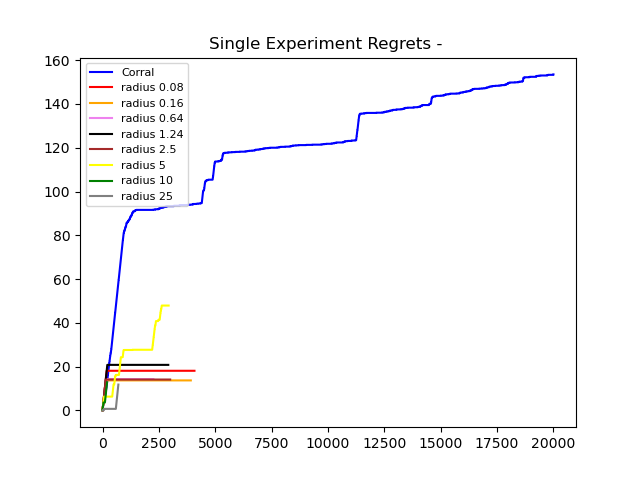 Single Experiment Regrets -
160
140
120
100
80
60
40
20
0
Corral
radius 0.08
radius 0.16
radius 0.64
radius 1.24
radius 2.5
radius 5
radius 10
radius 25
0 2500 5000 7500 10000 12500 15000 17500 20000